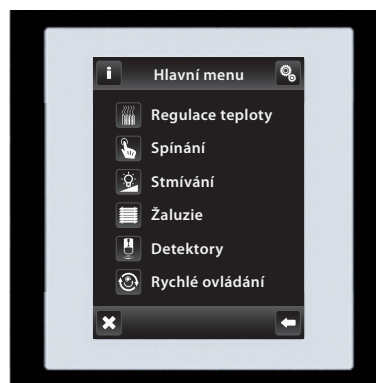 Hlavní menu
Regulace teploty
Spínání
Stmívání
Žaluzie
Detektory
Rychlé ovládání